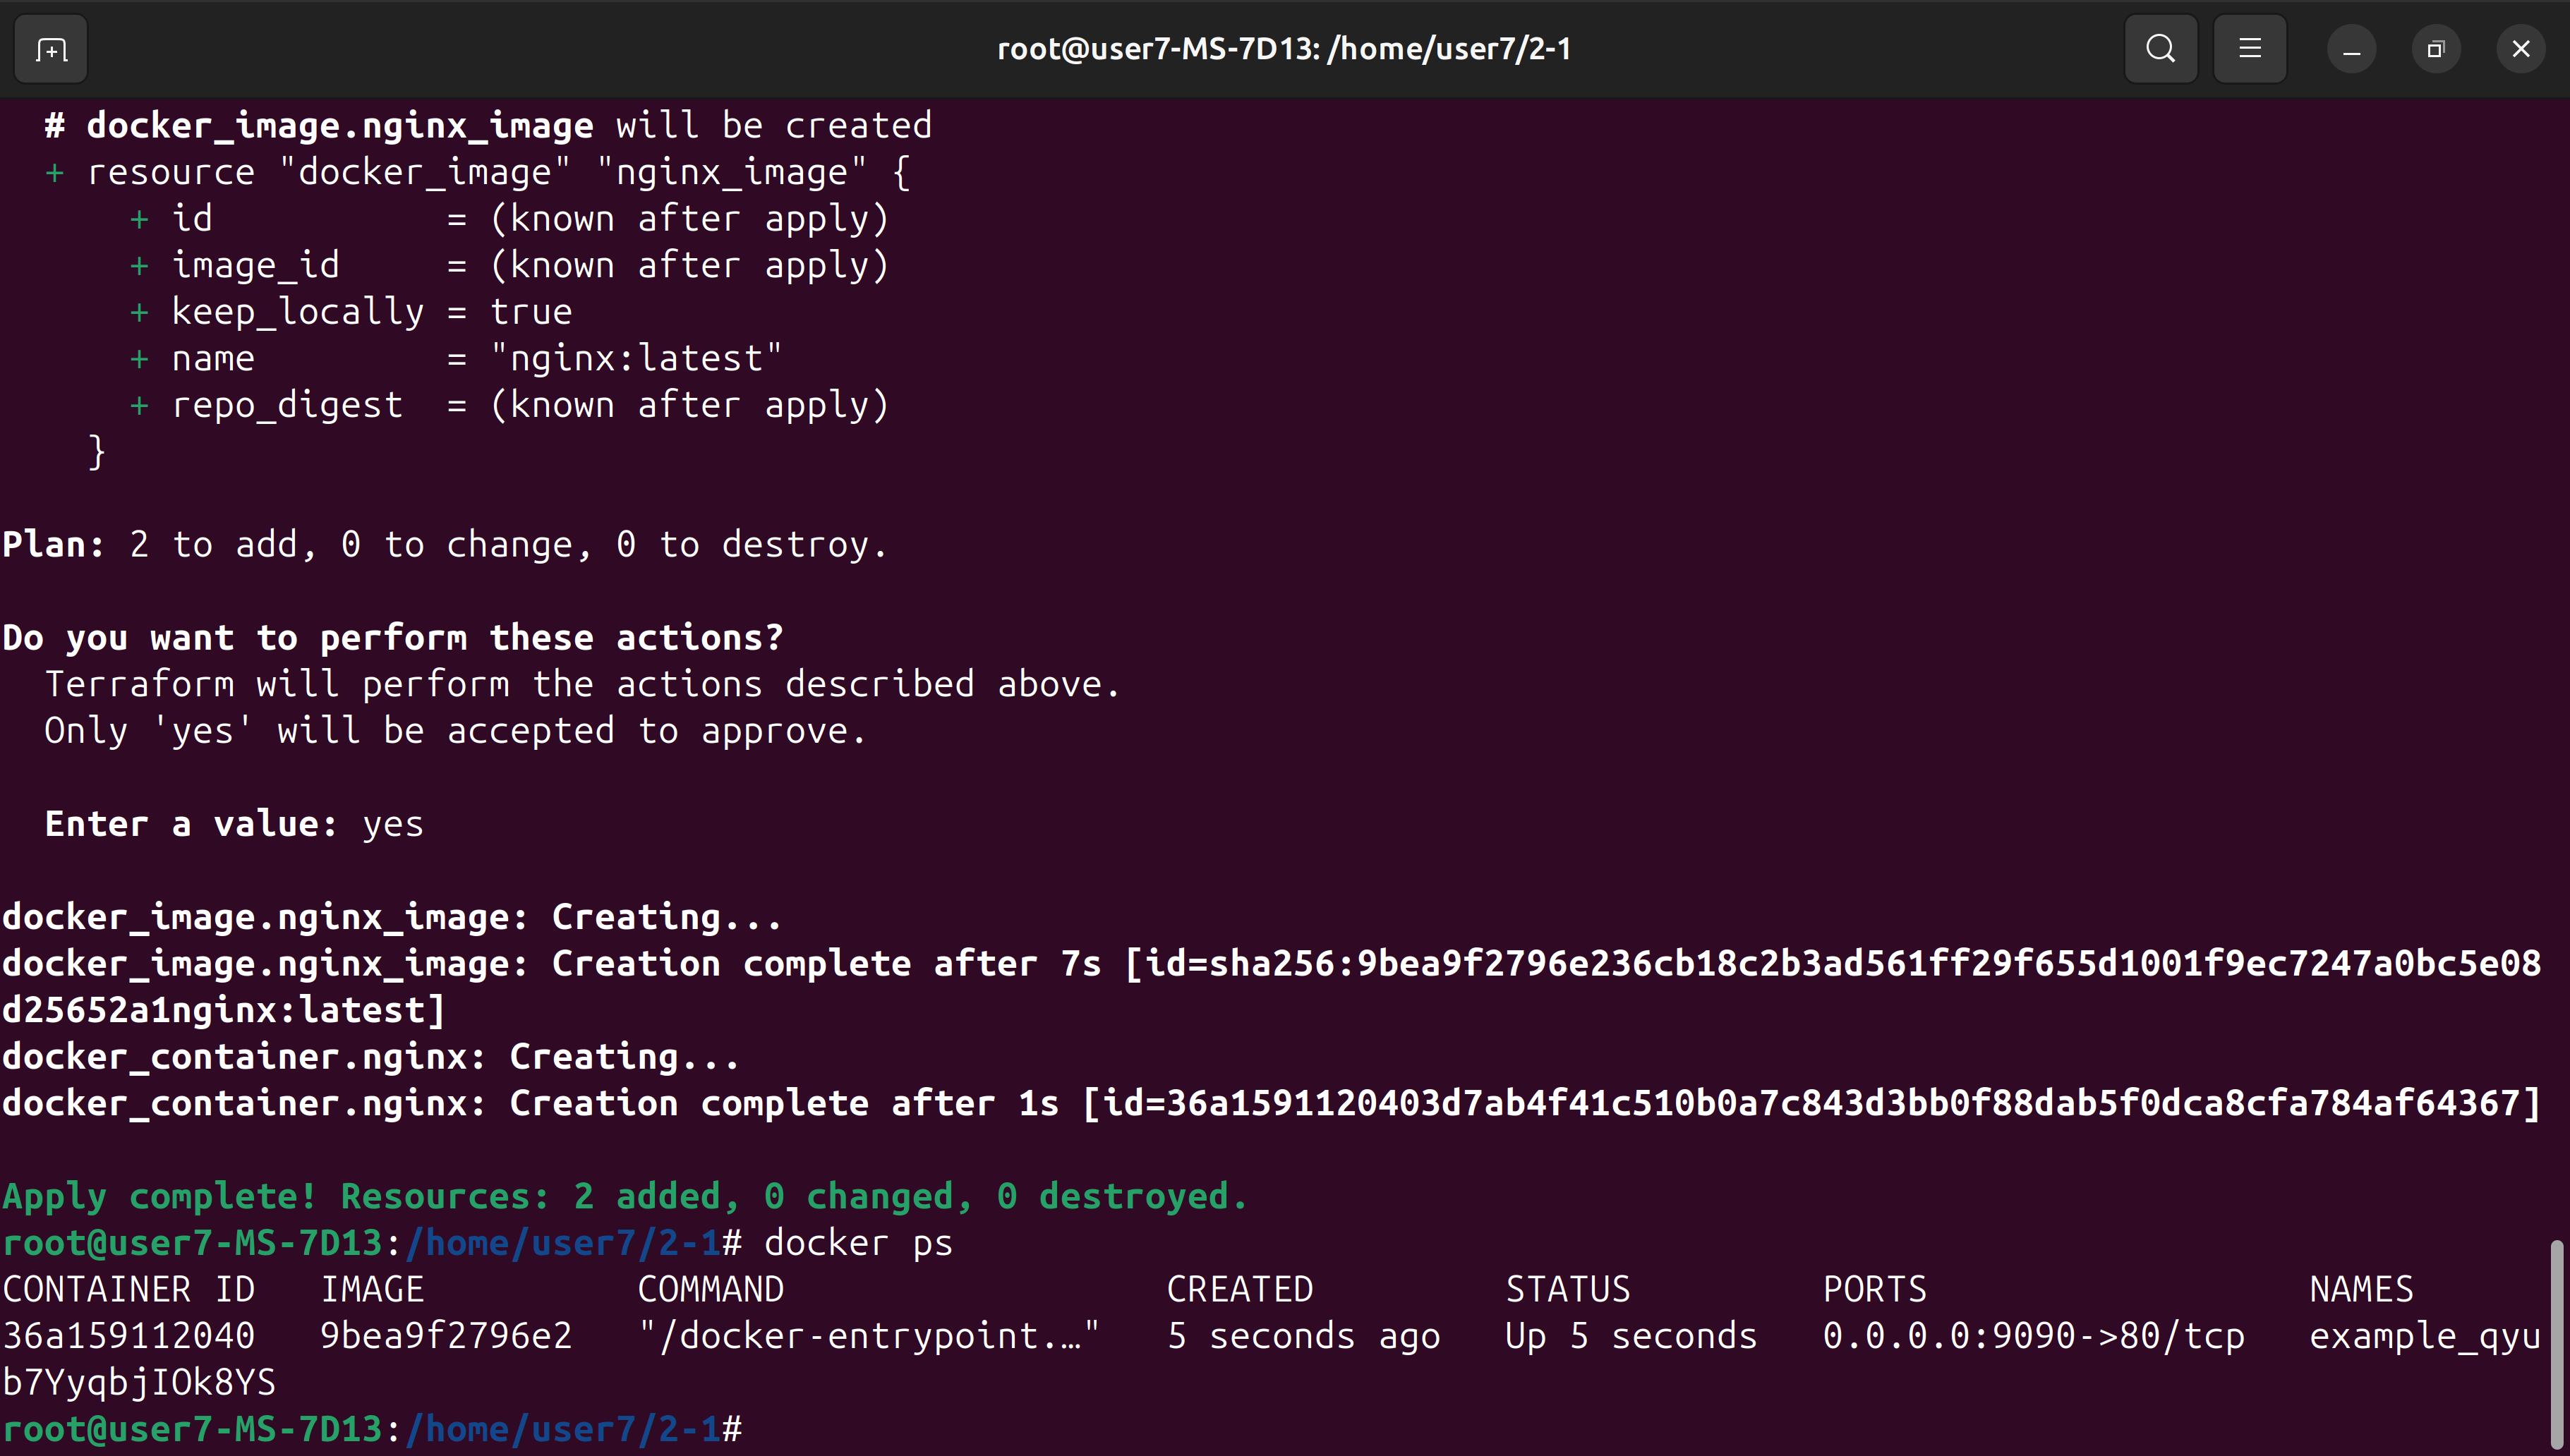 root@user7-MS-7D13: /home/user7/2-1
# docker_image.nginx_image will be created
+ resource "docker_image" "nginx_image" {
+ id = (known after apply)
+ image_id = (known after apply)
+ keep_locally = true
+ name = "nginx:latest"
+ repo_digest = (known after apply)
}
Plan: 2 to add, 0 to change, 0 to destroy.
Do you want to perform these actions?
Terraform will perform the actions described above.
Only 'yes' will be accepted to approve.
Enter a value: yes
docker_image.nginx_image: Creating...
docker_image.nginx_image: Creation complete after 7s [id=sha256:9bea9f2796e236cb18c2b3ad561ff29f655d1001f9ec7247a0bc5e08
d25652a1nginx:latest]
docker_container.nginx: Creating...
docker_container.nginx: Creation complete after 1s [id=36a1591120403d7ab4f41c510b0a7c843d3bb0f88dab5f0dca8cfa784af64367]
Apply complete! Resources: 2 added, 0 changed, 0 destroyed.
root@user7-MS-7D13:/home/user7/2-1# docker ps
CONTAINER ID IMAGE COMMAND CREATED STATUS PORTS NAMES
36a159112040 9bea9f2796e2 "/docker-entrypoint.…" 5 seconds ago Up 5 seconds 0.0.0.0:9090->80/tcp example_qyu
b7YyqbjIOk8YS
root@user7-MS-7D13:/home/user7/2-1#